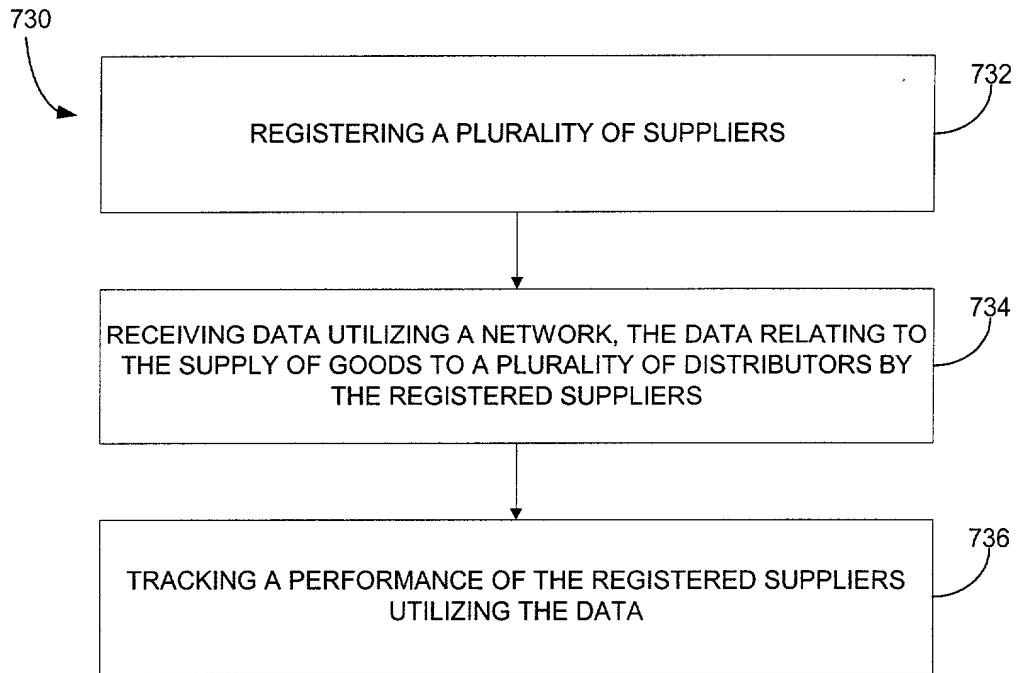 730
732
REGISTERING A PLURALITY OF SUPPLIERS
734
RECEIVING DATA UTILIZING A NETWORK, THE DATA RELATING TO
THE SUPPLY OF GOODS TO A PLURALITY OF DISTRIBUTORS BY
THE REGISTERED SUPPLIERS
736
TRACKING A PERFORMANCE OF THE REGISTERED SUPPLIERS
UTILIZING THE DATA